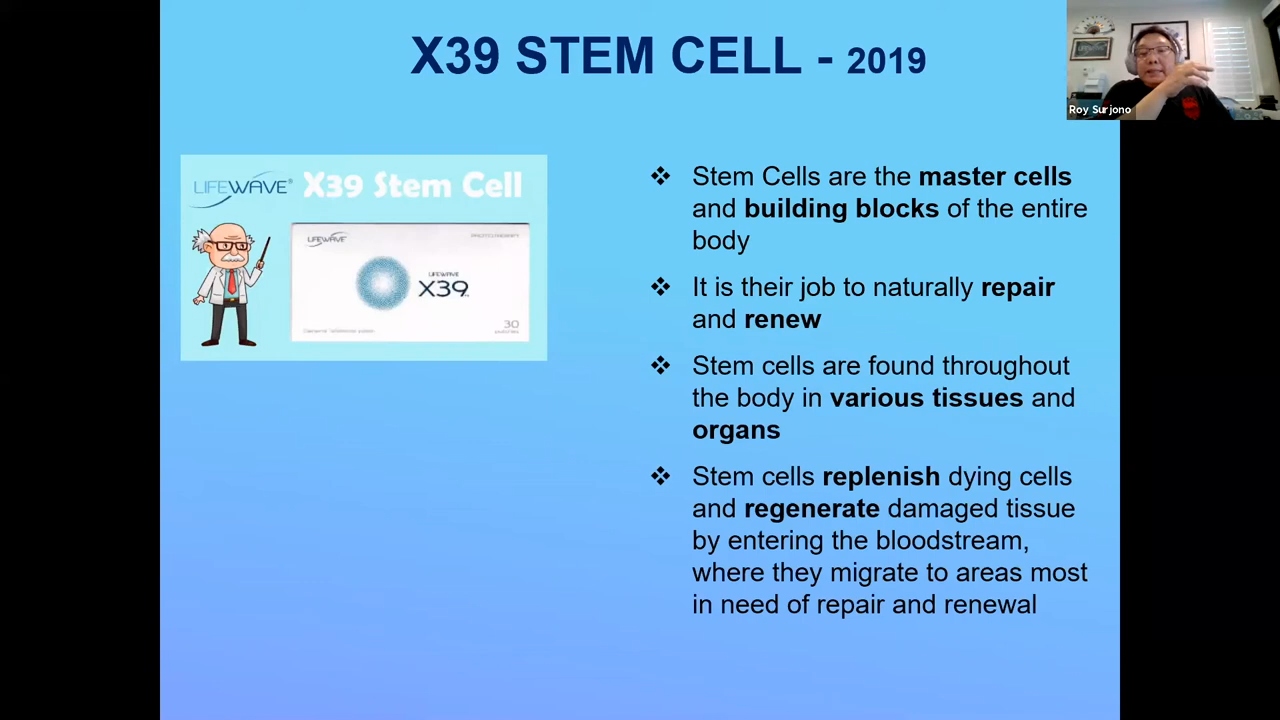 X39 STEM CELL - 2019
Roy Surjono
LIFEWAVE® X39 Stem Cell
LIFEWAVE
PHOTOTHERAPY
LIFEWAVE
X39
30
❖ Stem Cells are the master cells
and building blocks of the entire
body
❖ It is their job to naturally repair
and renew
❖ Stem cells are found throughout
the body in various tissues and
organs
❖ Stem cells replenish dying cells
and regenerate damaged tissue
by entering the bloodstream,
where they migrate to areas most
in need of repair and renewal